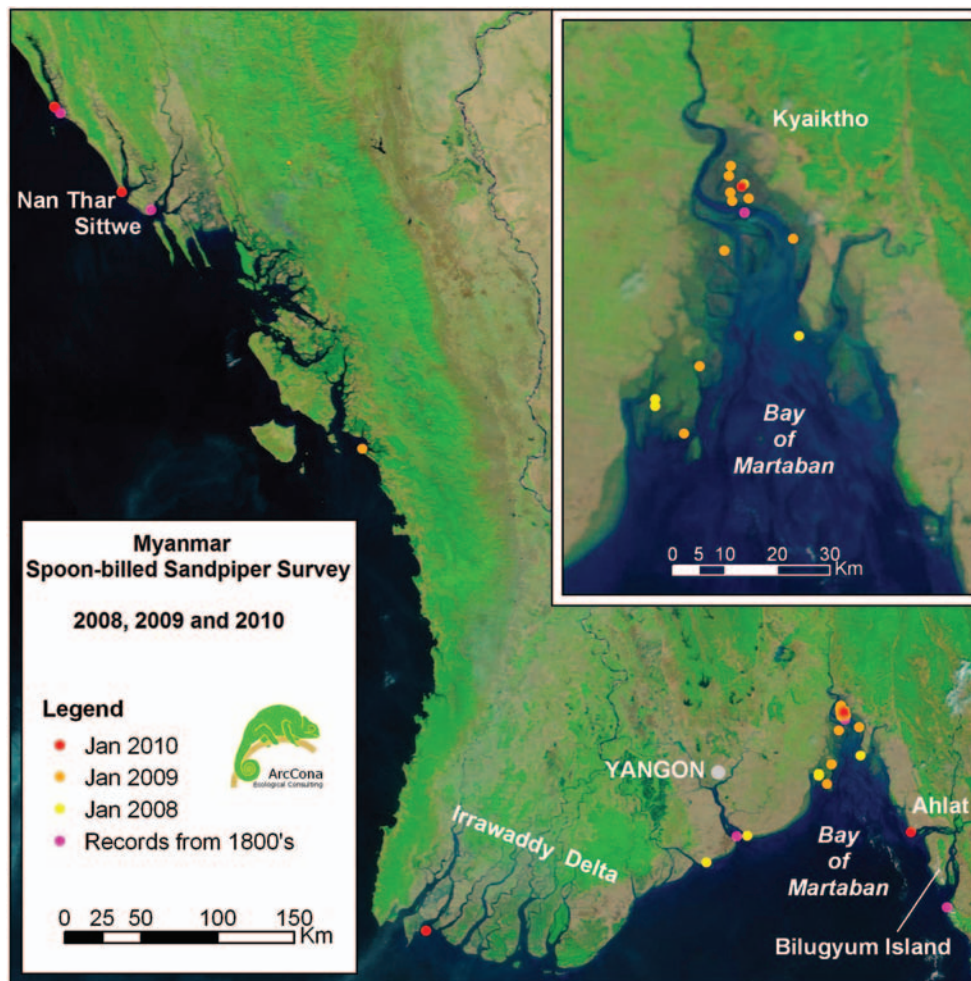 Kyaiktho
Nan Thar
Sittwe
Bay
of
Martaban
0 5 10 20 30
Km
Myanmar
Spoon-billed Sandpiper Survey
2008, 2009 and 2010
Legend
Jan 2010
Jan 2009
Jan 2008
Records from 1800's
ArcCona
Ecological Consulting
0 25 50 100 150
Km
YANGON
Irrawaddy Delta
Ahlat
Bay
of
Martaban
Bilugyum Island